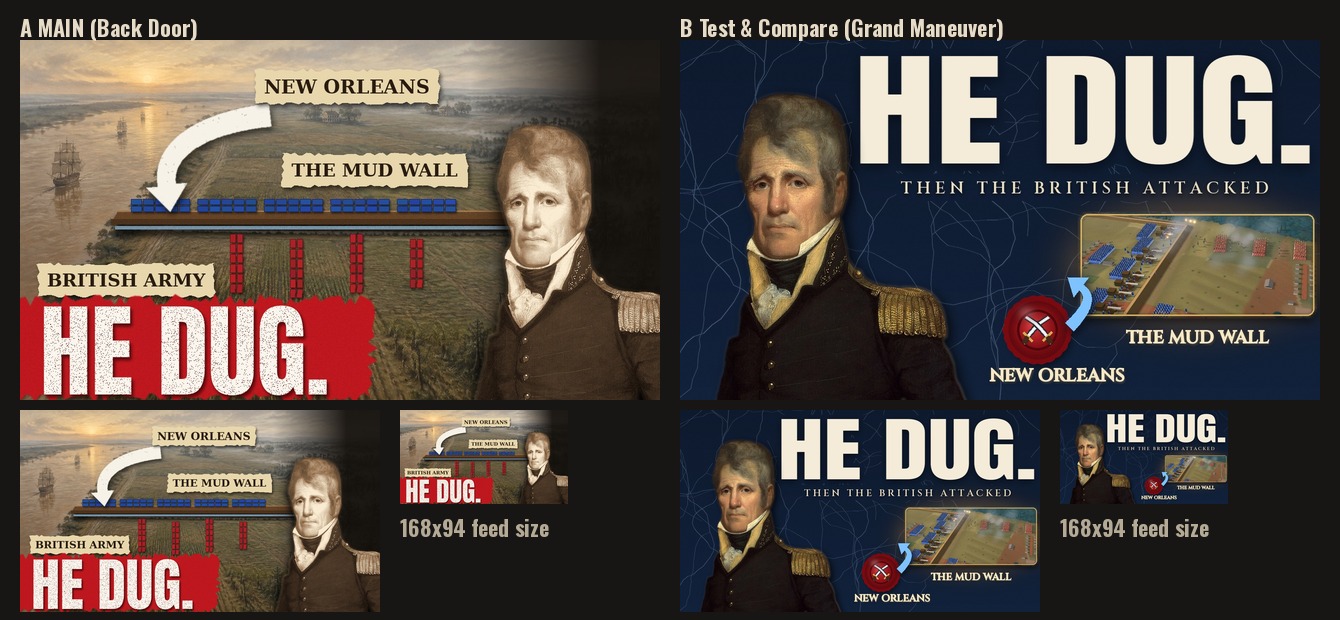 A MAIN (Back Door)
NEW ORLEANS
THE MUD WALL
BRITISH ARMY
HE DUG.
B Test & Compare (Grand Maneuver)
HE DUG.
THEN THE BRITISH ATTACKED
THE MUD WALL
NEW ORLEANS
NEW ORLEANS
THE MUD WALL
BRITISH ARMY
HE DUG.
NEW ORLEANS
THE MUD WALL
BRITISH ARMY
HE DUG.
168x94 feed size
HE DUG.
THEN THE BRITISH ATTACKED
THE MUD WALL
NEW ORLEANS
HE DUG.
THEN THE BRITISH ATTACKED
THE MUD WALL
NEW ORLEANS
168x94 feed size